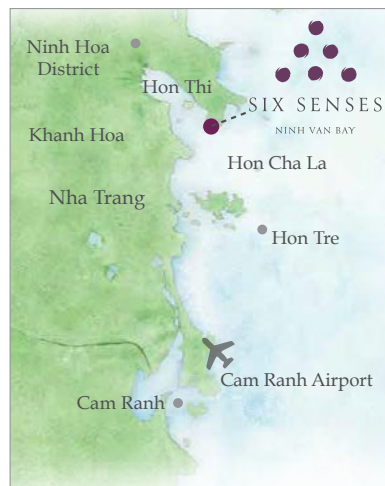 Ninh Hoa
District
Hon Thi
SIX SENSES
NINH VAN BAY
Khanh Hoa
Hon Cha La
Nha Trang
Hon Tre
Cam Ranh Airport
Cam Ranh